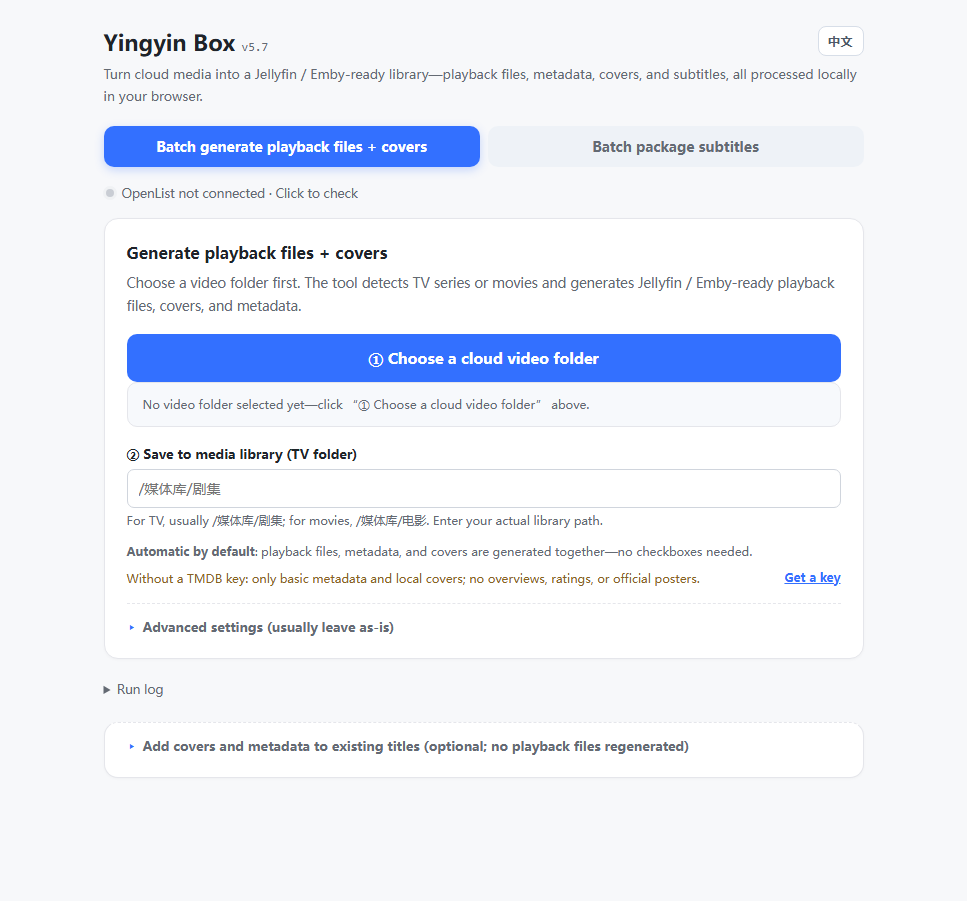 Yingyin Box v5.7
中文
Turn cloud media into a Jellyfin / Emby-ready library—playback files, metadata, covers, and subtitles, all processed locally
in your browser.
Batch generate playback files + covers
Batch package subtitles
OpenList not connected · Click to check
Generate playback files + covers
Choose a video folder first. The tool detects TV series or movies and generates Jellyfin / Emby-ready playback
files, covers, and metadata.
① Choose a cloud video folder
No video folder selected yet—click “① Choose a cloud video folder” above.
② Save to media library (TV folder)
/媒体库/剧集
For TV, usually /媒体库/剧集; for movies, /媒体库/电影. Enter your actual library path.
Automatic by default: playback files, metadata, and covers are generated together—no checkboxes needed.
Without a TMDB key: only basic metadata and local covers; no overviews, ratings, or official posters.
Get a key
Advanced settings (usually leave as-is)
Run log
Add covers and metadata to existing titles (optional; no playback files regenerated)